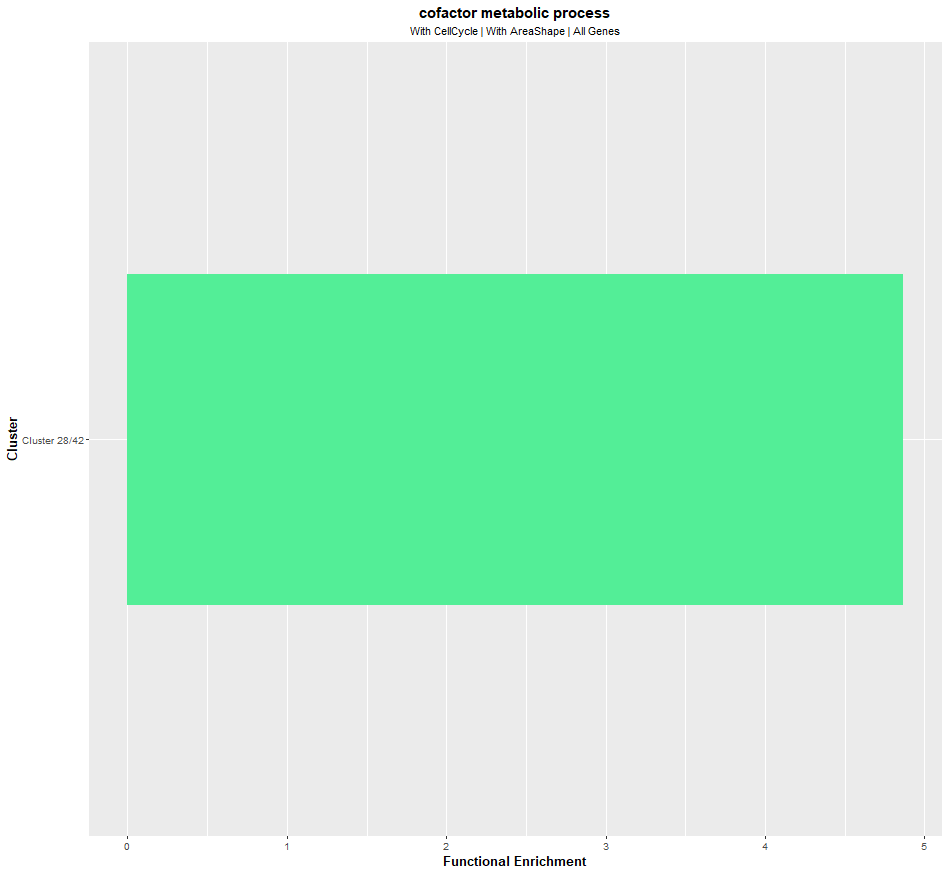 cofactor metabolic process
With CellCycle | With AreaShape | All Genes
Cluster
Cluster 28/42
0 1 2 3 4 5
Functional Enrichment